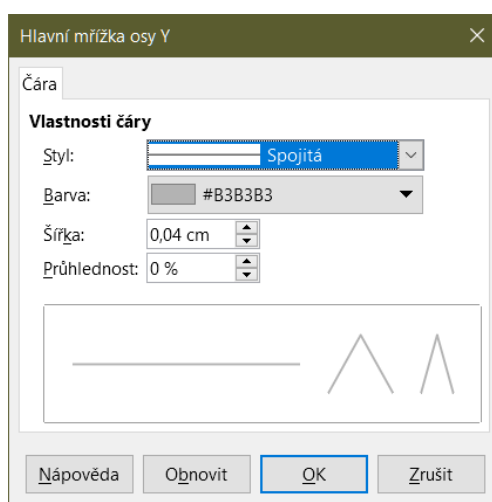 Hlavní mřížka osy Y
Čára
Vlastnosti čáry
Styl: Spojitá
Barva: #B3B3B3
Šířka: 0,04 cm
Průhlednost: 0 %
Nápověda Obnovit OK Zrušit